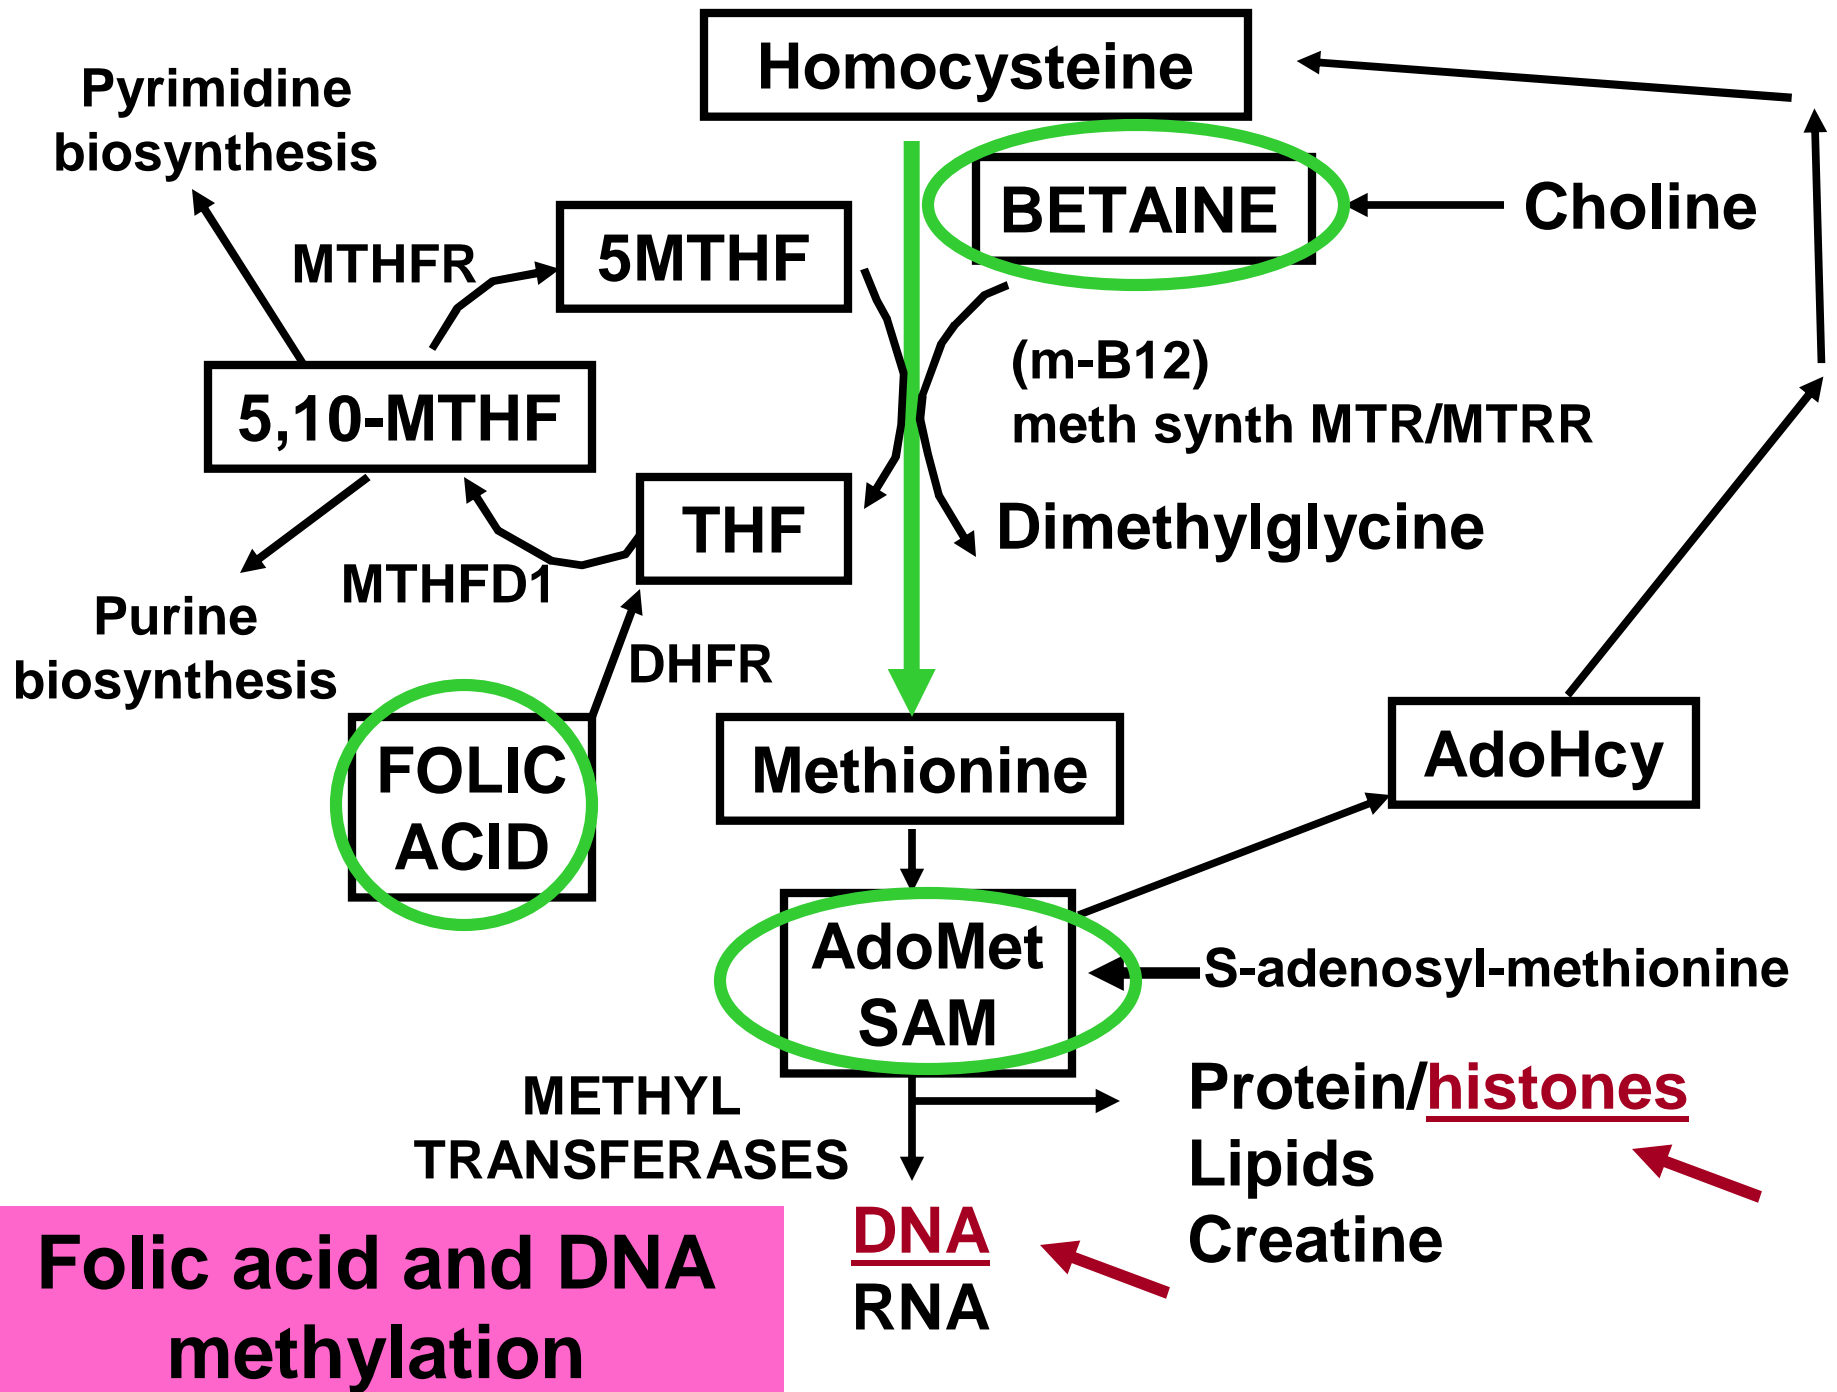 Homocysteine
Pyrimidine
biosynthesis
BETAINE
Choline
MTHFR
5MTHF
(m-B12)
meth synth MTR/MTRR
5,10-MTHF
THF
Dimethylglycine
MTHFD1
Purine
biosynthesis
DHFR
FOLIC
ACID
Methionine
AdoHcy
AdoMet
SAM
S-adenosyl-methionine
METHYL
TRANSFERASES
Protein/histones
Lipids
Creatine
DNA
RNA
Folic acid and DNA
methylation